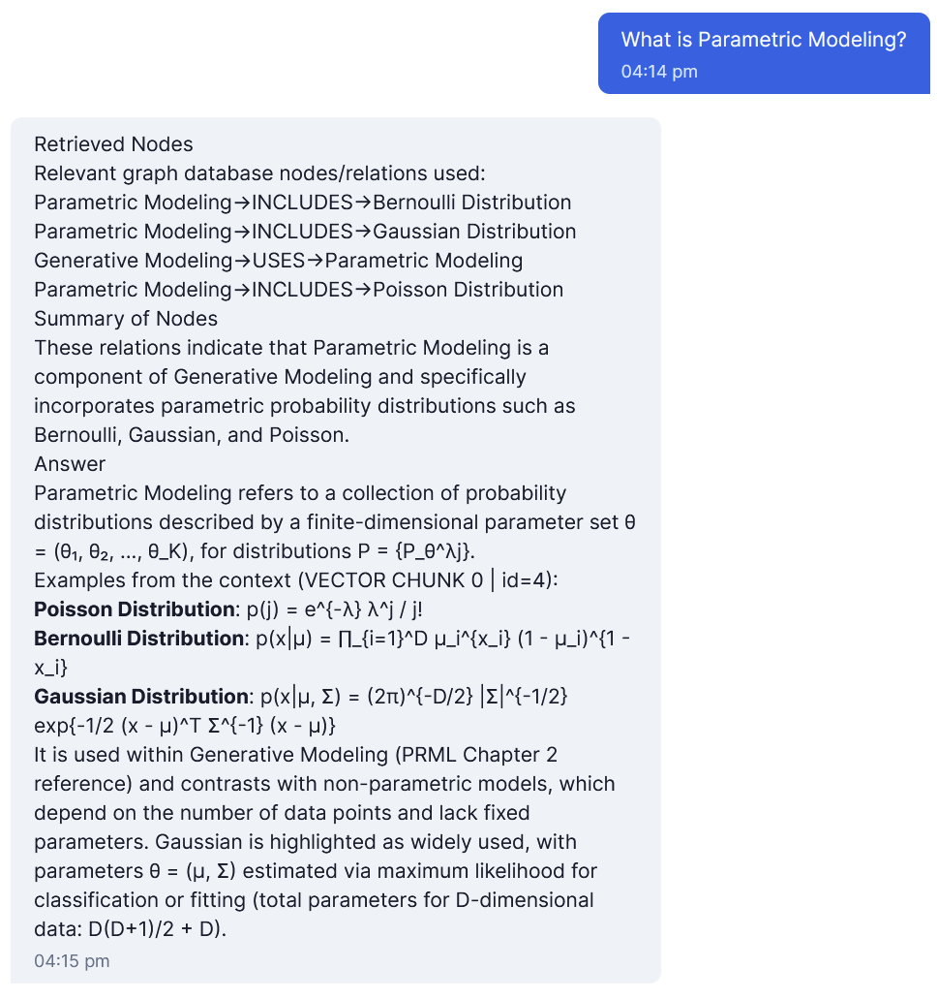 What is Parametric Modeling?
04:14 pm
Retrieved Nodes
Relevant graph database nodes/relations used:
Parametric Modeling→INCLUDES→Bernoulli Distribution
Parametric Modeling→INCLUDES→Gaussian Distribution
Generative Modeling→USES→Parametric Modeling
Parametric Modeling→INCLUDES→Poisson Distribution
Summary of Nodes
These relations indicate that Parametric Modeling is a
component of Generative Modeling and specifically
incorporates parametric probability distributions such as
Bernoulli, Gaussian, and Poisson.
Answer
Parametric Modeling refers to a collection of probability
distributions described by a finite-dimensional parameter set θ
= (θ₁, θ₂, ..., θ_K), for distributions P = {P_θ^λj}.
Examples from the context (VECTOR CHUNK 0 | id=4):
Poisson Distribution: p(j) = e^{-λ} λ^j / j!
Bernoulli Distribution: p(x|μ) = ∏_{i=1}^D μ_i^{x_i} (1 - μ_i)^{1 -
x_i}
Gaussian Distribution: p(x|μ, Σ) = (2π)^{-D/2} |Σ|^{-1/2}
exp{-1/2 (x - μ)^T Σ^{-1} (x - μ)}
It is used within Generative Modeling (PRML Chapter 2
reference) and contrasts with non-parametric models, which
depend on the number of data points and lack fixed
parameters. Gaussian is highlighted as widely used, with
parameters θ = (μ, Σ) estimated via maximum likelihood for
classification or fitting (total parameters for D-dimensional
data: D(D+1)/2 + D).
04:15 pm